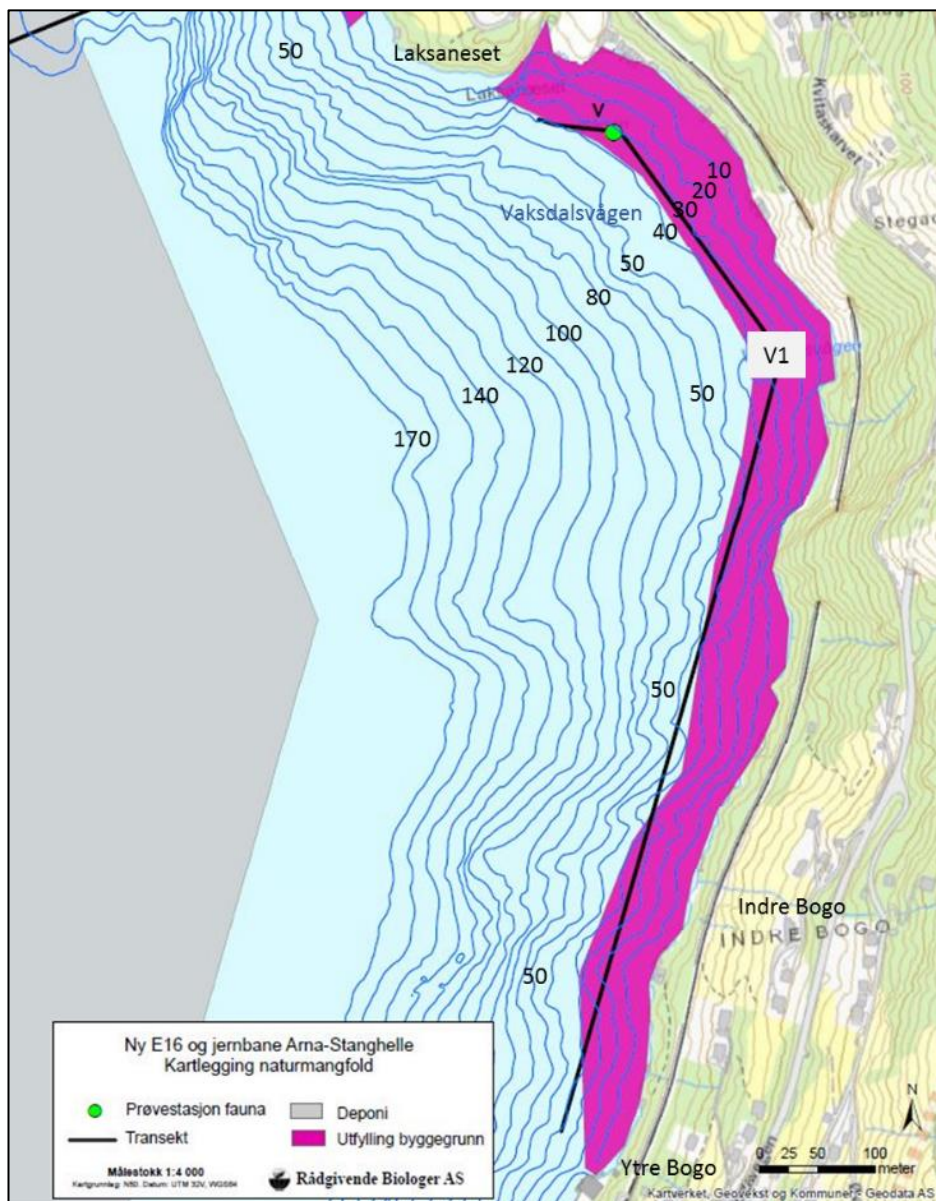 50
Laksaneset
Laksaneset
V
10
20
30
Vaksdalsvågen
40
50
80
100
120
50
140
170
V1
Kvitaskarvet
50
Indre Bogo
INDRE BOGO
50
Ytre Bogo
100
N
0 25 50 100
meter
Kartverket, Geovekst og Kommuner - Geodata AS
Ny E16 og jernbane Arna-Stanghelle
Kartlegging naturmangfold
Prøvestasjon fauna
Deponi
Transekt
Utfylling byggegrunn
Målestokk 1:4 000
Kartgrunnlag: N50. Datum: UTM 32V, WGS84
Rådgivende Biologer AS